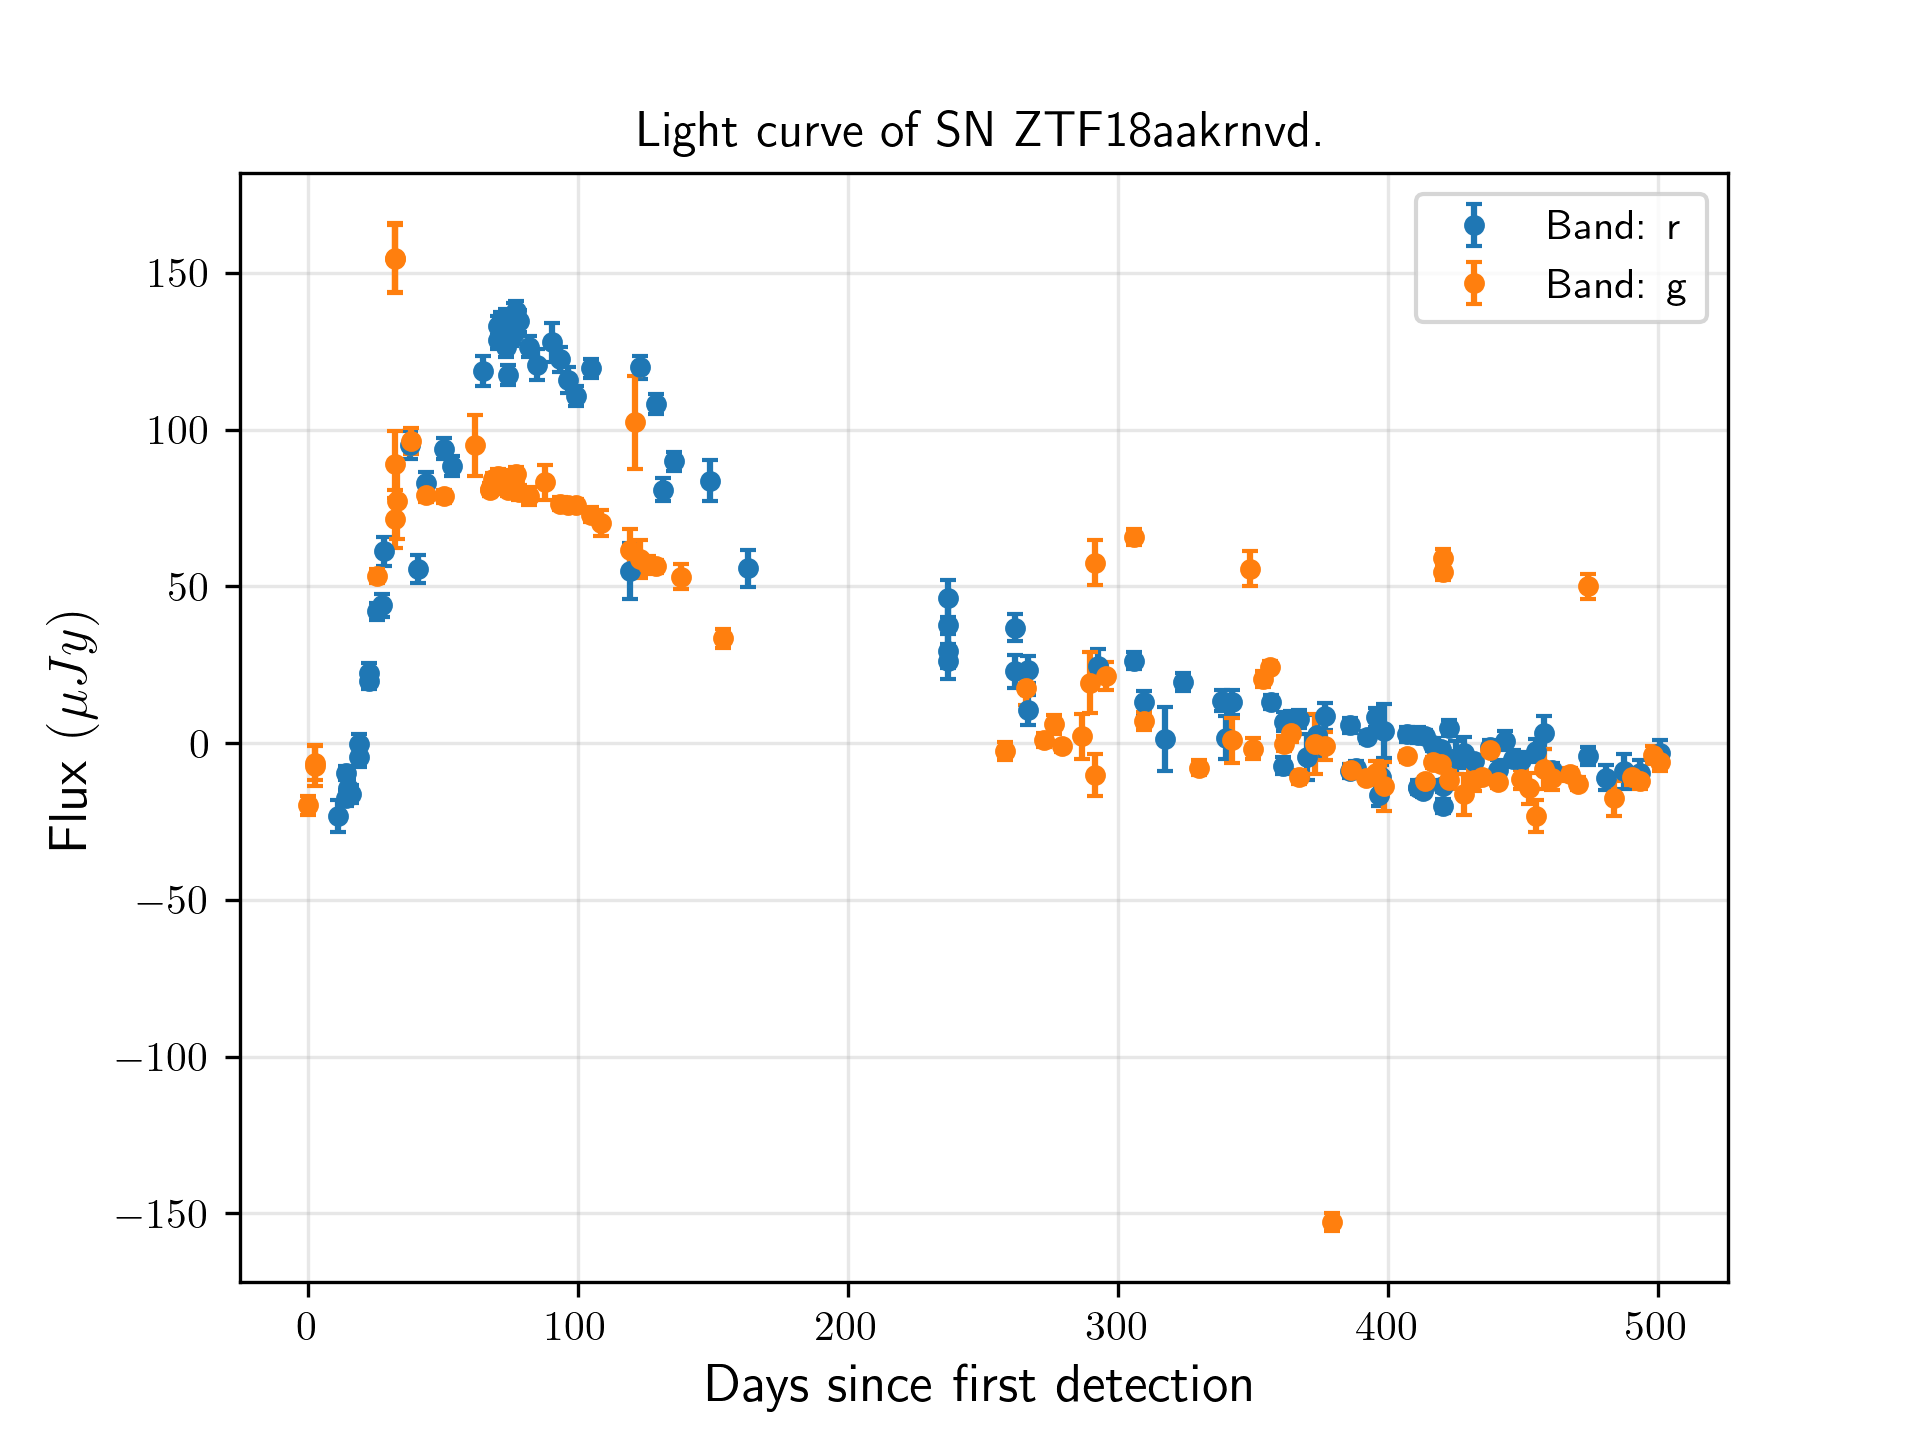 Light curve of SN ZTF18aakrnvd.
Band: r
Band: g
150
100
50
0
−50
−100
−150
Flux (μJy)
0 100 200 300 400 500
Days since first detection